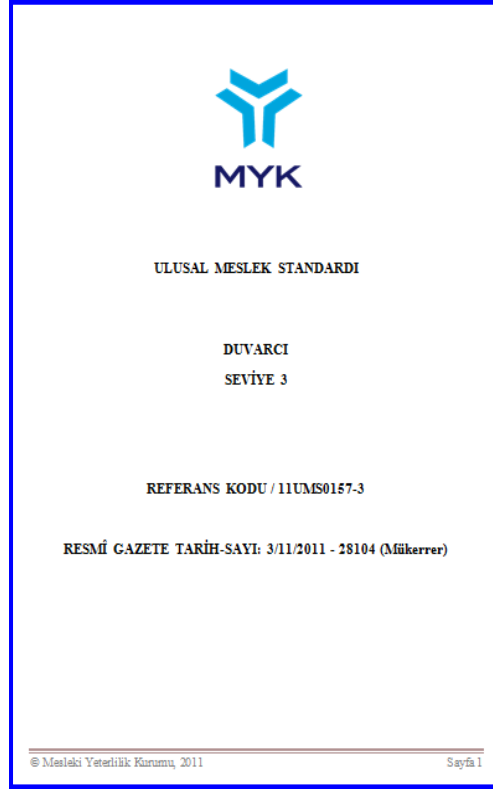 MYK
ULUSAL MESLEK STANDARDI
DUVARCI
SEVİYE 3
REFERANS KODU / 11UMS0157-3
RESMÎ GAZETE TARİH-SAYI: 3/11/2011 - 28104 (Mükerrer)
© Mesleki Yeterlilik Kurumu, 2011 Sayfa 1